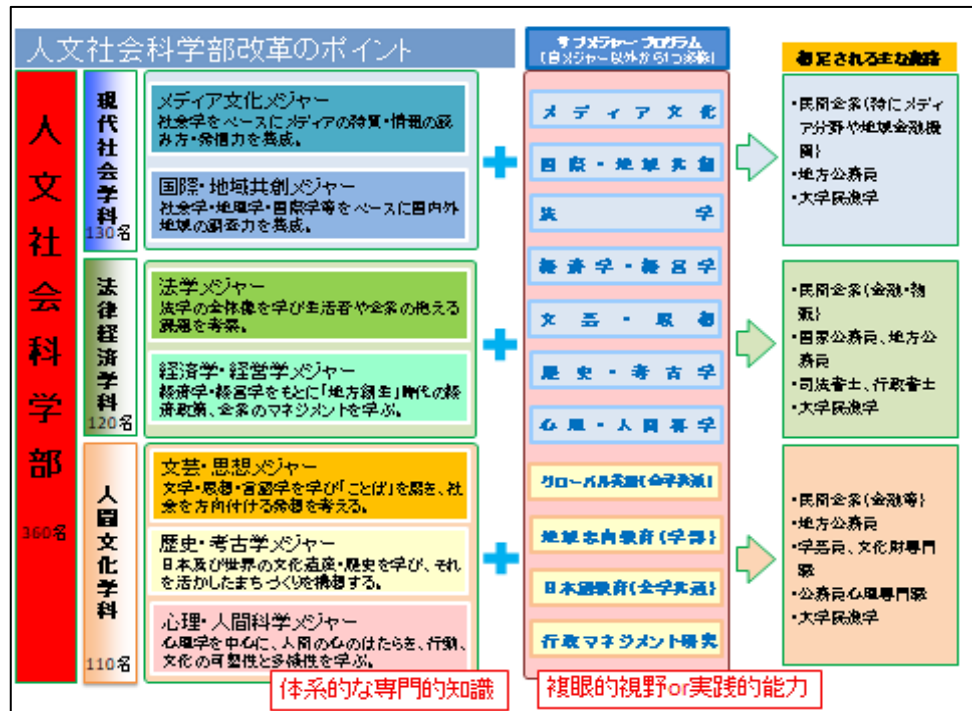 人文社会科学部改革のポイント
サブメジャープログラム
(自メジャー以外から1つ必修)
想定される主な進路
人文社会科学部
360名
現代社会学科
130名
メディア文化メジャー
社会学をベースにメディアの特質・情報の読
み方・発信力を養成。
国際・地域共創メジャー
社会学・地理学・国際学等をベースに国内外
地域の調査力を養成。
法律経済学科
120名
法学メジャー
法学の全体像を学び生活者や企業の抱える
課題を考察。
経済学・経営学メジャー
経済学・経営学をもとに「地方創生」時代の経
済政策、企業のマネジメントを学ぶ。
人間文化学科
110名
文芸・思想メジャー
文学・思想・言語学を学び「ことば」を磨き、社
会を方向付ける発想を考える。
歴史・考古学メジャー
日本及び世界の文化遺産・歴史を学び、それ
を活かしたまちづくりを構想する。
心理・人間科学メジャー
心理学を中心に、人間の心のはたらき、行動、
文化の可塑性と多様性を学ぶ。
体系的な専門的知識
メディア文化
国際・地域共創
法学
経済学・経営学
文芸・思想
歴史・考古学
心理・人間科学
グローバル英語(全学共通)
地域志向教育(学部)
日本語教育(全学共通)
行政マネジメント研究
複眼的視野or実践的能力
・民間企業(特にメディ
ア分野や地域金融機
関)
・地方公務員
・大学院進学
・民間企業(金融・物
販)
・国家公務員、地方公
務員
・司法書士、行政書士
・大学院進学
・民間企業(金融等)
・地方公務員
・学芸員、文化財専門
職
・公務員心理専門職
・大学院進学